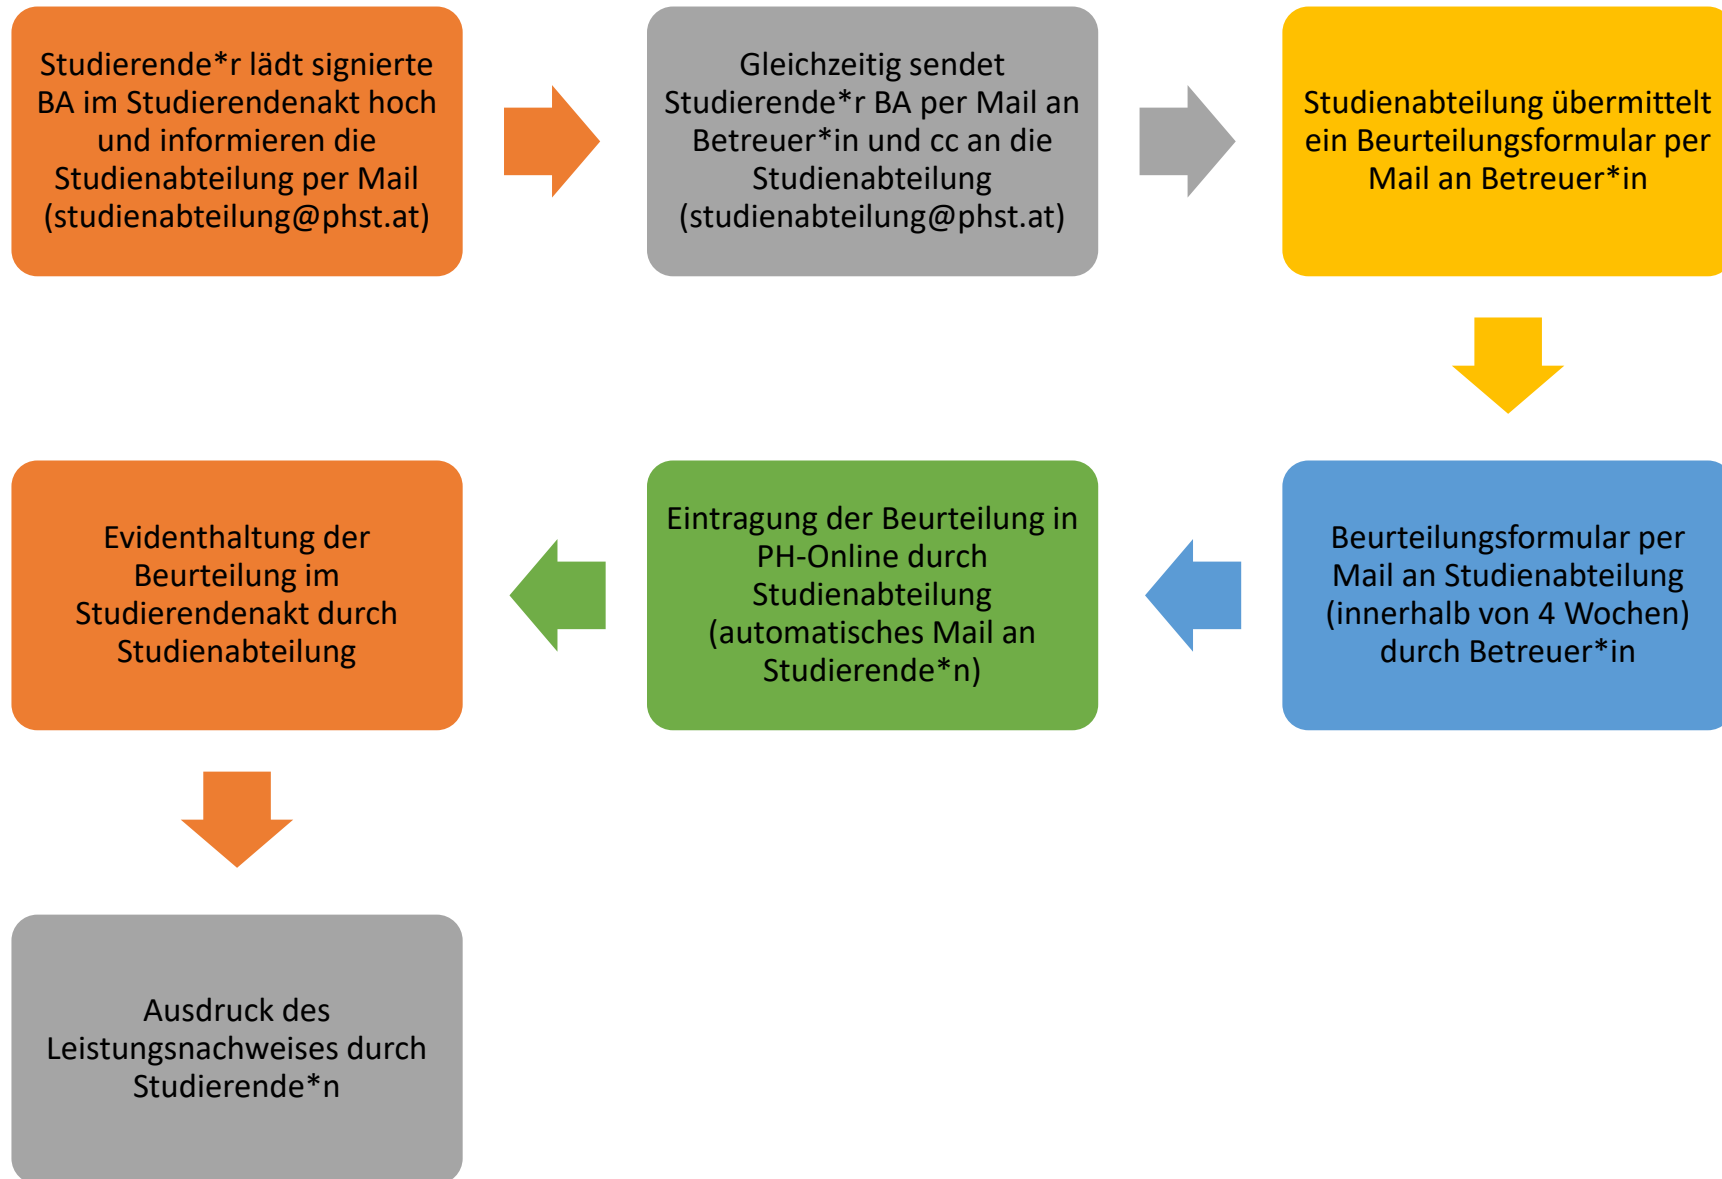 Studierende*r lädt signierte
BA im Studierendenakt hoch
und informieren die
Studienabteilung per Mail
(studienabteilung@phst.at)
Gleichzeitig sendet
Studierende*r BA per Mail an
Betreuer*in und cc an die
Studienabteilung
(studienabteilung@phst.at)
Studienabteilung übermittelt
ein Beurteilungsformular per
Mail an Betreuer*in
Beurteilungsformular per
Mail an Studienabteilung
(innerhalb von 4 Wochen)
durch Betreuer*in
Eintragung der Beurteilung in
PH-Online durch
Studienabteilung
(automatisches Mail an
Studierende*n)
Evidenthaltung der
Beurteilung im
Studierendenakt durch
Studienabteilung
Ausdruck des
Leistungsnachweises durch
Studierende*n